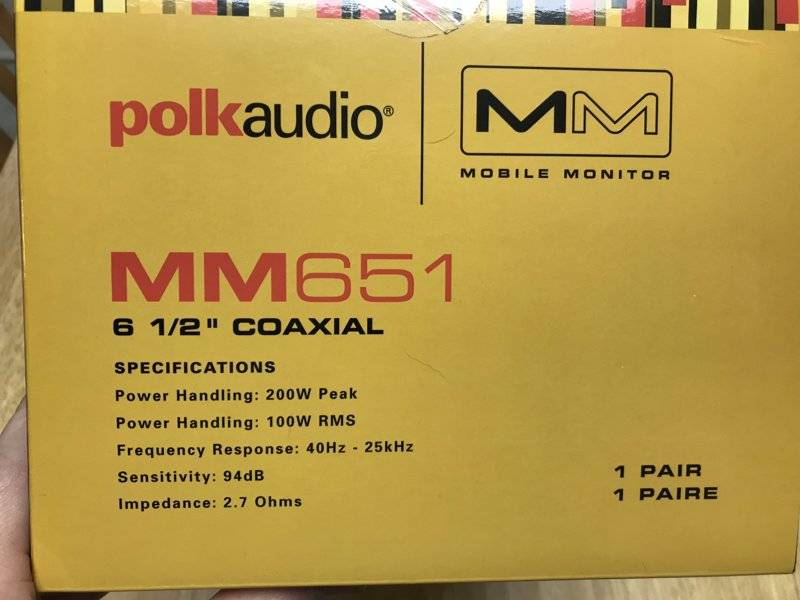 polkaudio®
MM
MOBILE MONITOR
MM651
6 1/2" COAXIAL
SPECIFICATIONS
Power Handling: 200W Peak
Power Handling: 100W RMS
Frequency Response: 40Hz - 25kHz
Sensitivity: 94dB
Impedance: 2.7 Ohms
1 PAIR
1 PAIRE